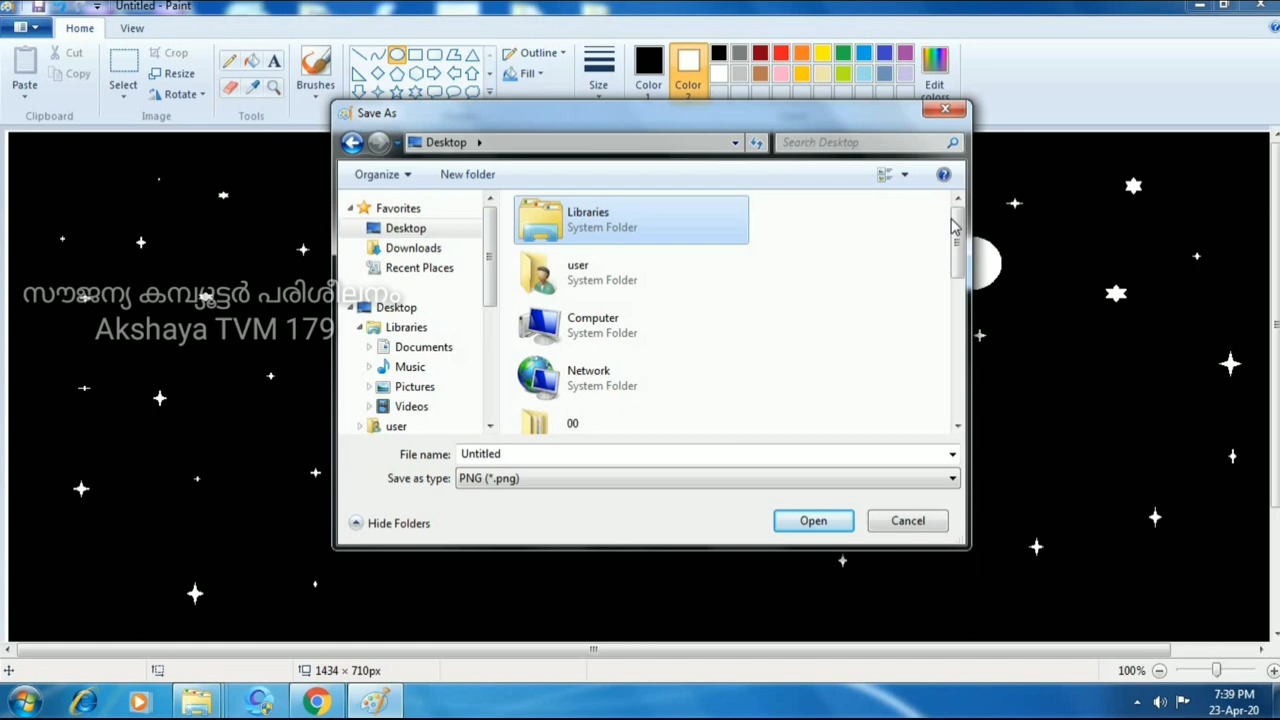 Untitled - Paint
Home
View
Paste
Cut
Copy
Clipboard
Select
Crop
Resize
Rotate
Image
Tools
Brushes
Outline
Fill
Size
Color
1
Color
2
Edit
colors
Save As
Desktop
Search Desktop
Organize
New folder
Favorites
Desktop
Downloads
Recent Places
Desktop
Libraries
Documents
Music
Pictures
Videos
user
Libraries
System Folder
user
System Folder
Computer
System Folder
Network
System Folder
00
സൗജന്യ കമ്പ്യൂട്ടർ പരിശീലനം
Akshaya TVM 179
File name: Untitled
Save as type: PNG (*.png)
Hide Folders
Open
Cancel
1434 × 710px
100%
7:39 PM
23-Apr-20